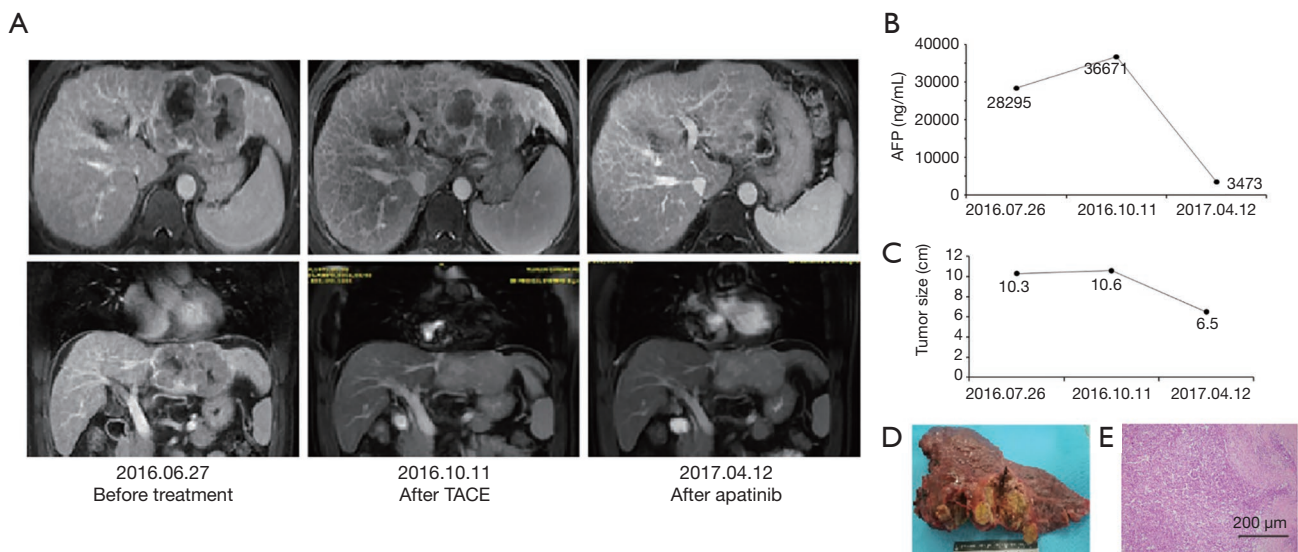 A
2016.06.27
Before treatment
2016.10.11
After TACE
2017.04.12
After apatinib
B
AFP (ng/mL)
40000
30000
20000
10000
0
28295
36671
3473
2016.07.26
2016.10.11
2017.04.12
C
Tumor size (cm)
12
10
8
6
4
2
0
10.3
10.6
6.5
2016.07.26
2016.10.11
2017.04.12
D
E
200 μm